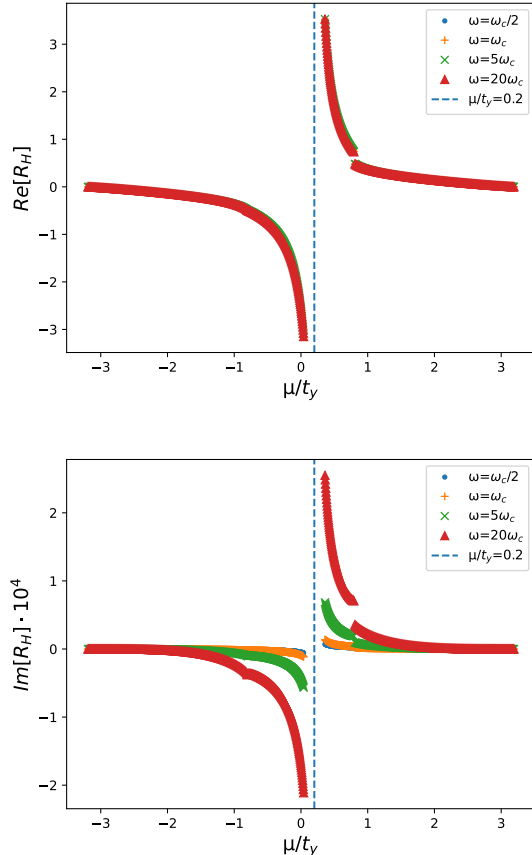 Re[R_H]
3
2
1
0
−1
−2
−3
ω=ω_c/2
ω=ω_c
ω=5ω_c
ω=20ω_c
μ/t_y=0.2
−3 −2 −1 0 1 2 3
μ/t_y
Im[R_H] · 10^4
2
1
0
−1
−2
ω=ω_c/2
ω=ω_c
ω=5ω_c
ω=20ω_c
μ/t_y=0.2
−3 −2 −1 0 1 2 3
μ/t_y